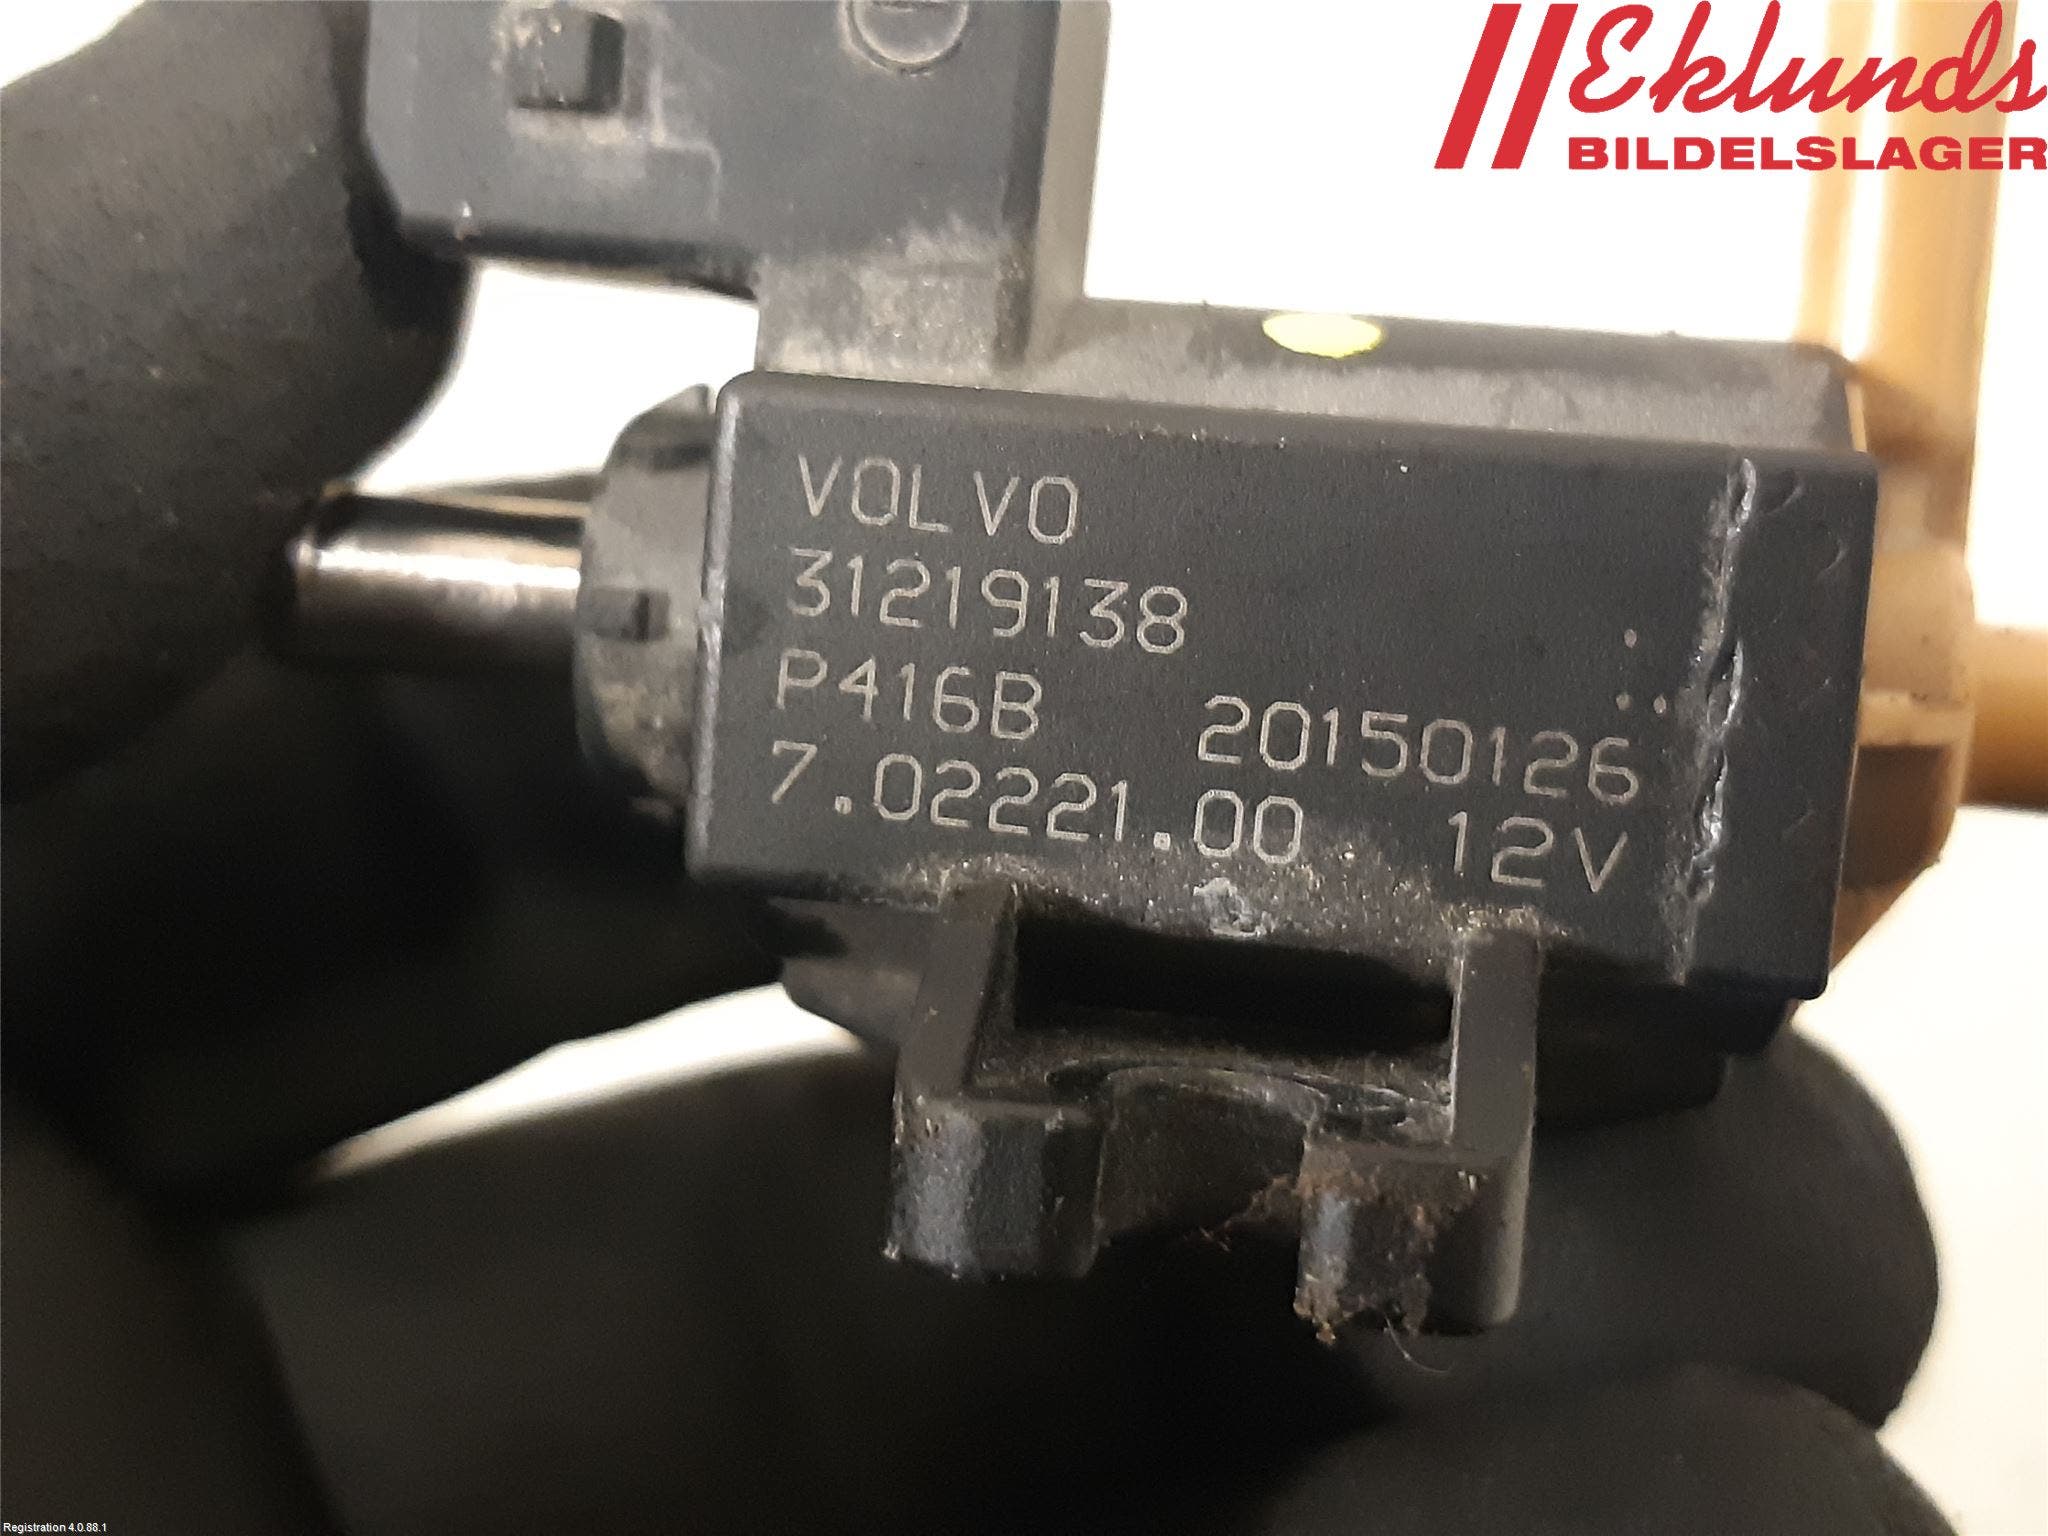 Eklunds
BILDELSLAGER
VOLVO
31219138
P416B 20150126
7.02221.00 12V
Registration 4.0.88.1